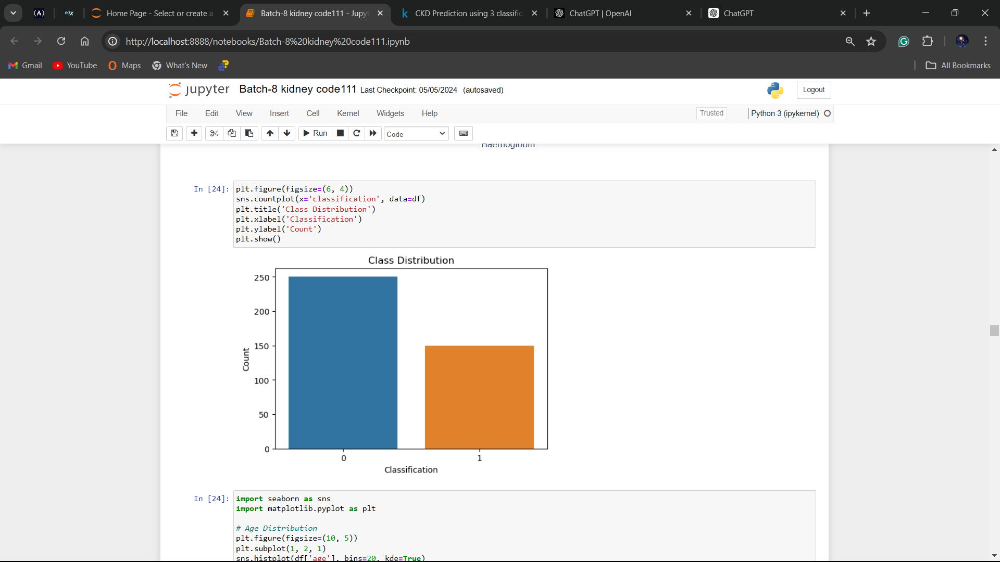 edX
Home Page - Select or create a
Batch-8 kidney code111 - Jupyt
CKD Prediction using 3 classific
ChatGPT | OpenAI
ChatGPT
http://localhost:8888/notebooks/Batch-8%20kidney%20code111.ipynb
Gmail
YouTube
Maps
What's New
All Bookmarks
jupyter Batch-8 kidney code111 Last Checkpoint: 05/05/2024 (autosaved)
Logout
File Edit View Insert Cell Kernel Widgets Help
Trusted
Python 3 (ipykernel)
Run
Code
Haemoglobin
In [24]:
plt.figure(figsize=(6, 4))
sns.countplot(x='classification', data=df)
plt.title('Class Distribution')
plt.xlabel('Classification')
plt.ylabel('Count')
plt.show()
Class Distribution
250
200
150
100
50
0
Count
0 1
Classification
In [24]:
import seaborn as sns
import matplotlib.pyplot as plt
# Age Distribution
plt.figure(figsize=(10, 5))
plt.subplot(1, 2, 1)
sns.histplot(df['age'], bins=20, kde=True)